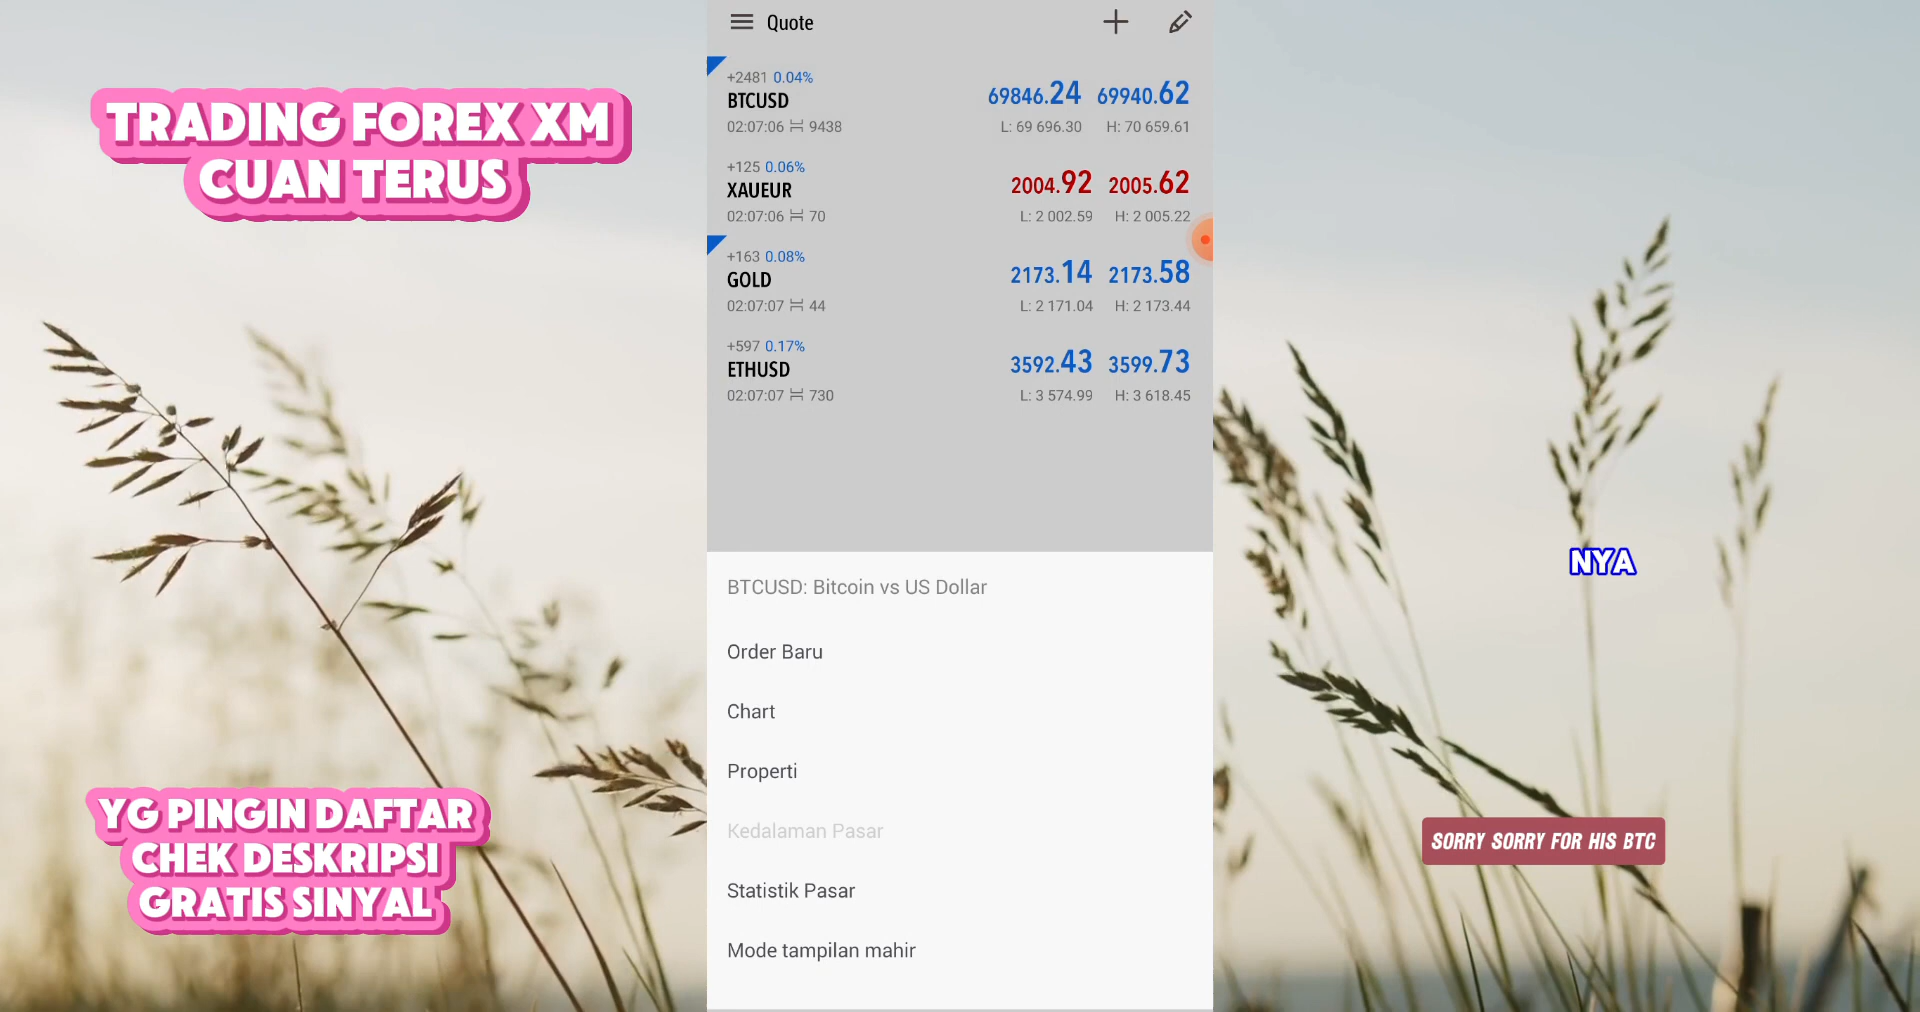 TRADING FOREX XM
CUAN TERUS
YG PINGIN DAFTAR
CHEK DESKRIPSI
GRATIS SINYAL
Quote
+2481 0.04%
BTCUSD 69846.24 69940.62
02:07:06 9438 L: 69 696.30 H: 70 659.61
+125 0.06%
XAUEUR 2004.92 2005.62
02:07:06 70 L: 2 002.59 H: 2 005.22
+163 0.08%
GOLD 2173.14 2173.58
02:07:07 44 L: 2 171.04 H: 2 173.44
+597 0.17%
ETHUSD 3592.43 3599.73
02:07:07 730 L: 3 574.99 H: 3 618.45
BTCUSD: Bitcoin vs US Dollar
Order Baru
Chart
Properti
Kedalaman Pasar
Statistik Pasar
Mode tampilan mahir
NYA
SORRY SORRY FOR HIS BTC